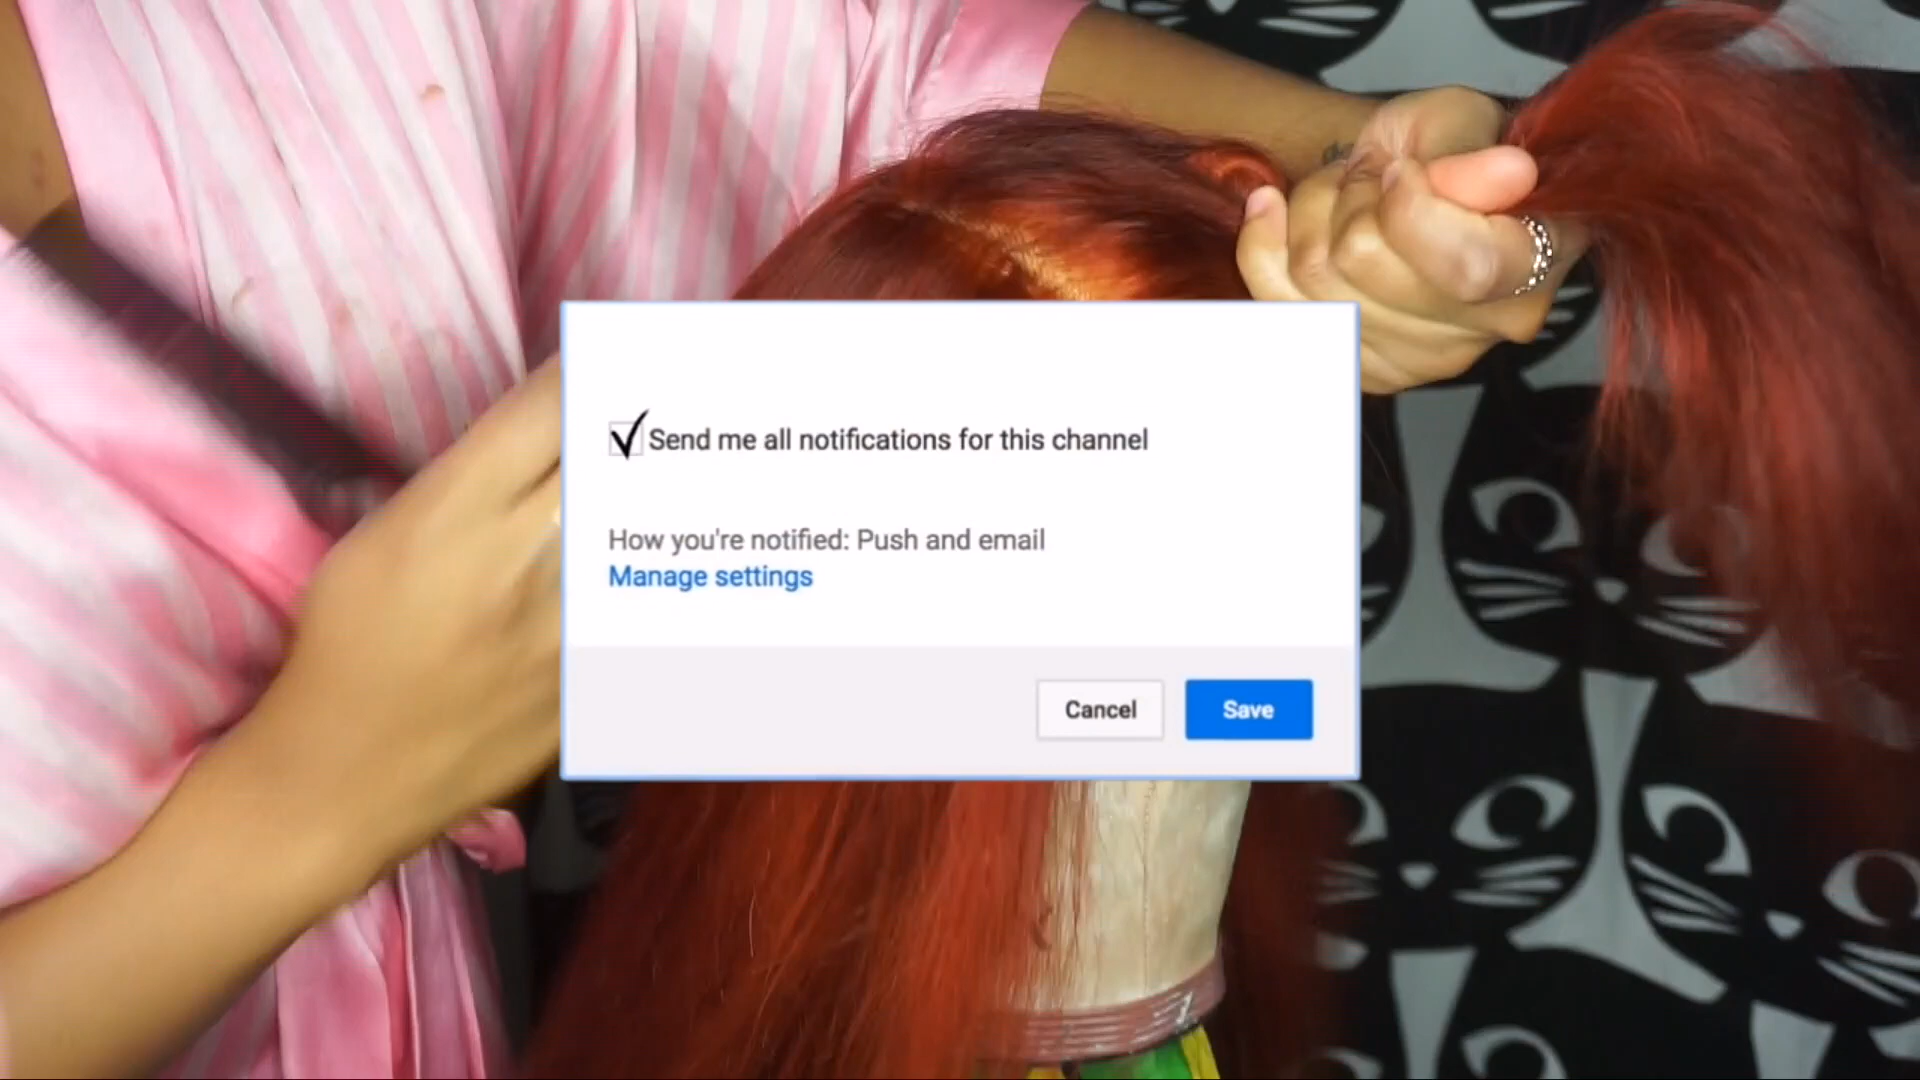 Send me all notifications for this channel
How you're notified: Push and email
Manage settings
Cancel
Save